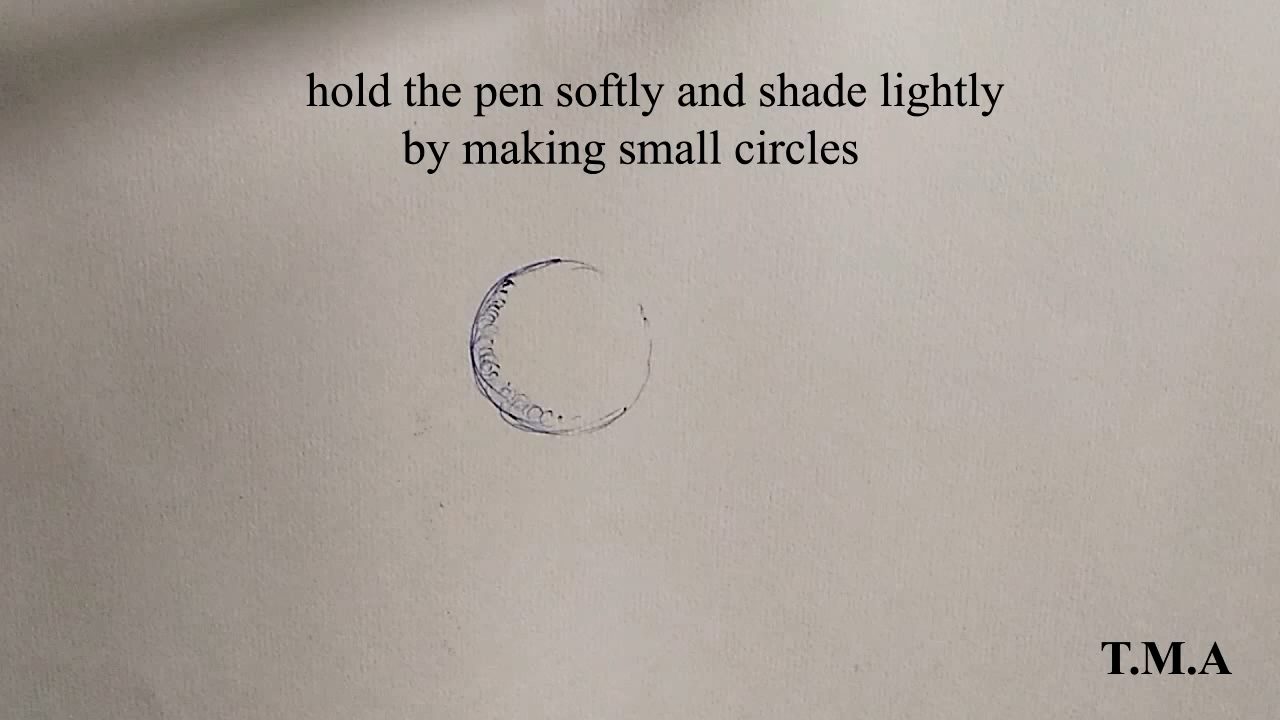 hold the pen softly and shade lightly
by making small circles
T.M.A